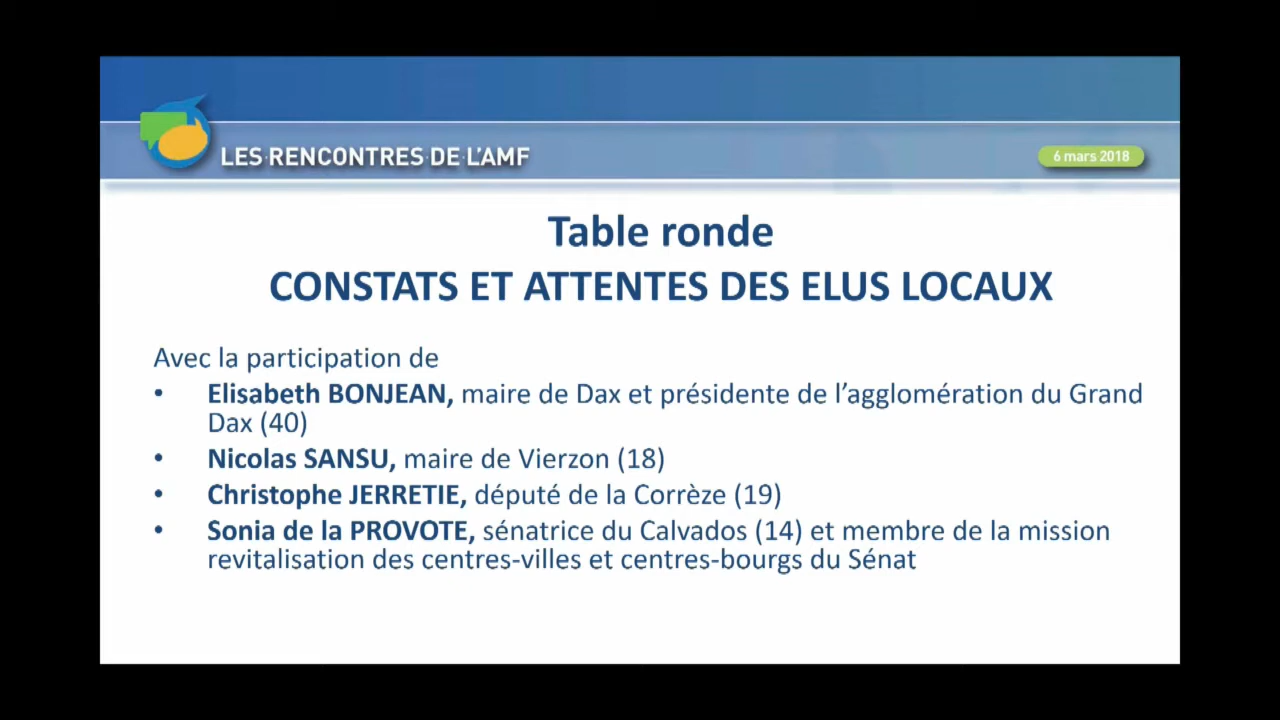 LES RENCONTRES DE L'AMF
6 mars 2018
Table ronde
CONSTATS ET ATTENTES DES ELUS LOCAUX
Avec la participation de
• Elisabeth BONJEAN, maire de Dax et présidente de l'agglomération du Grand
Dax (40)
• Nicolas SANSU, maire de Vierzon (18)
• Christophe JERRETIE, député de la Corrèze (19)
• Sonia de la PROVOTE, sénatrice du Calvados (14) et membre de la mission
revitalisation des centres-villes et centres-bourgs du Sénat